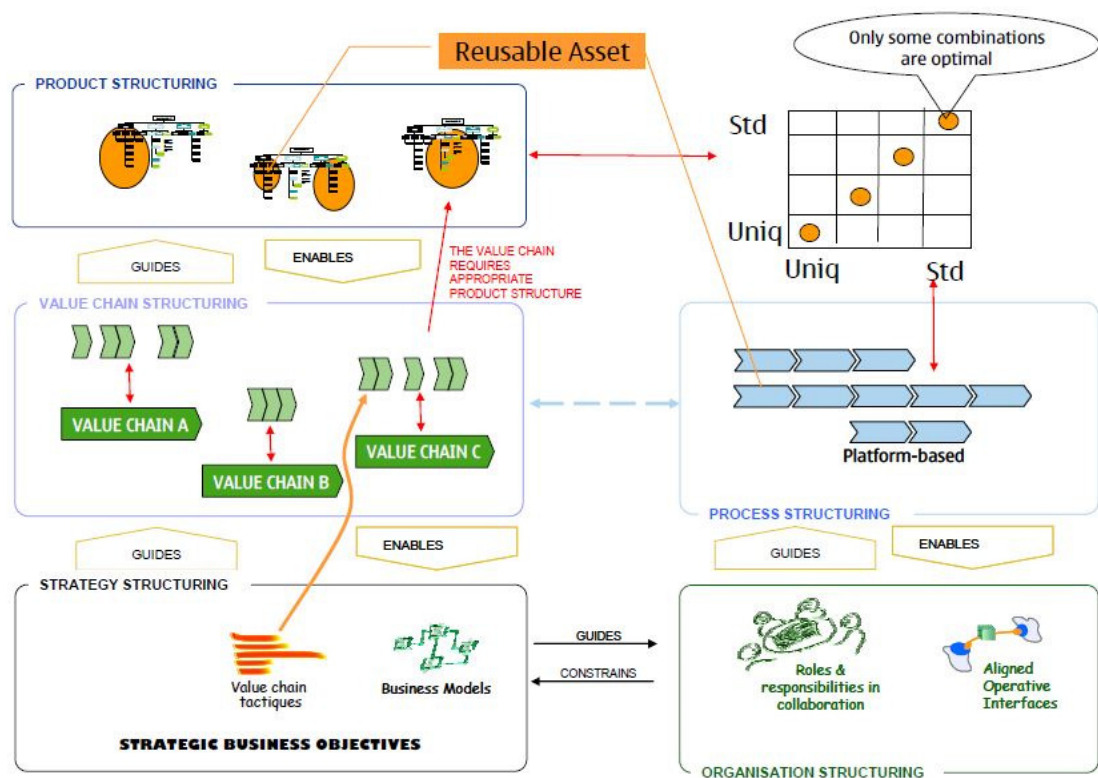 Reusable Asset
Only some combinations
are optimal
PRODUCT STRUCTURING
Std
Uniq
Uniq
Std
GUIDES
ENABLES
THE VALUE CHAIN
REQUIRES
APPROPRIATE
PRODUCT STRUCTURE
VALUE CHAIN STRUCTURING
VALUE CHAIN A
VALUE CHAIN B
VALUE CHAIN C
Platform-based
PROCESS STRUCTURING
GUIDES
ENABLES
GUIDES
ENABLES
STRATEGY STRUCTURING
Value chain
tactiques
Business Models
STRATEGIC BUSINESS OBJECTIVES
GUIDES
CONSTRAINS
Roles &
responsibilities in
collaboration
Aligned
Operative
Interfaces
ORGANISATION STRUCTURING